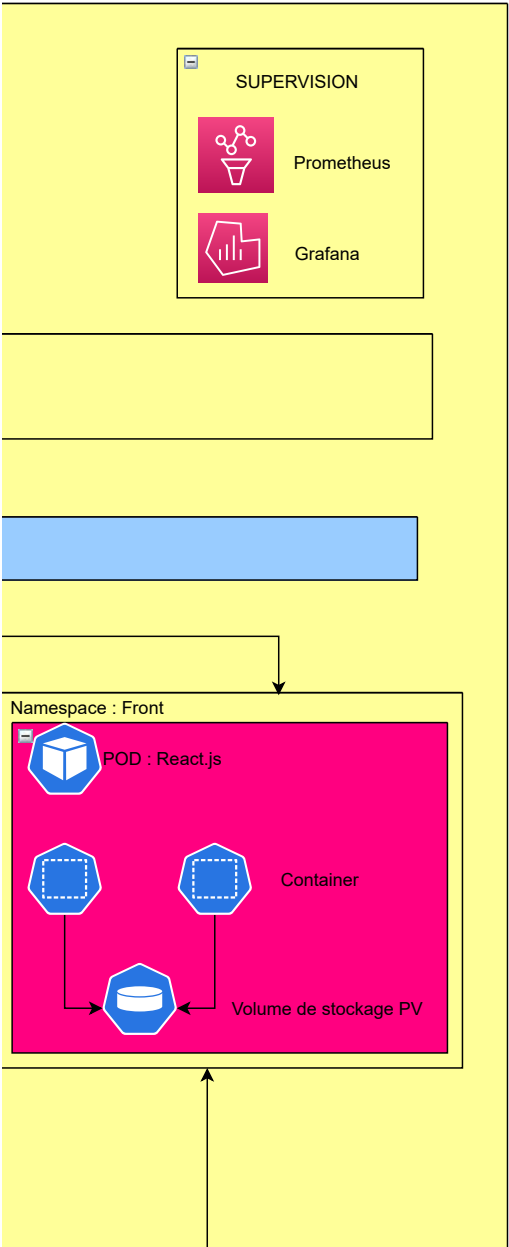 SUPERVISION
Prometheus
Grafana
Namespace : Front
POD : React.js
Container
Volume de stockage PV